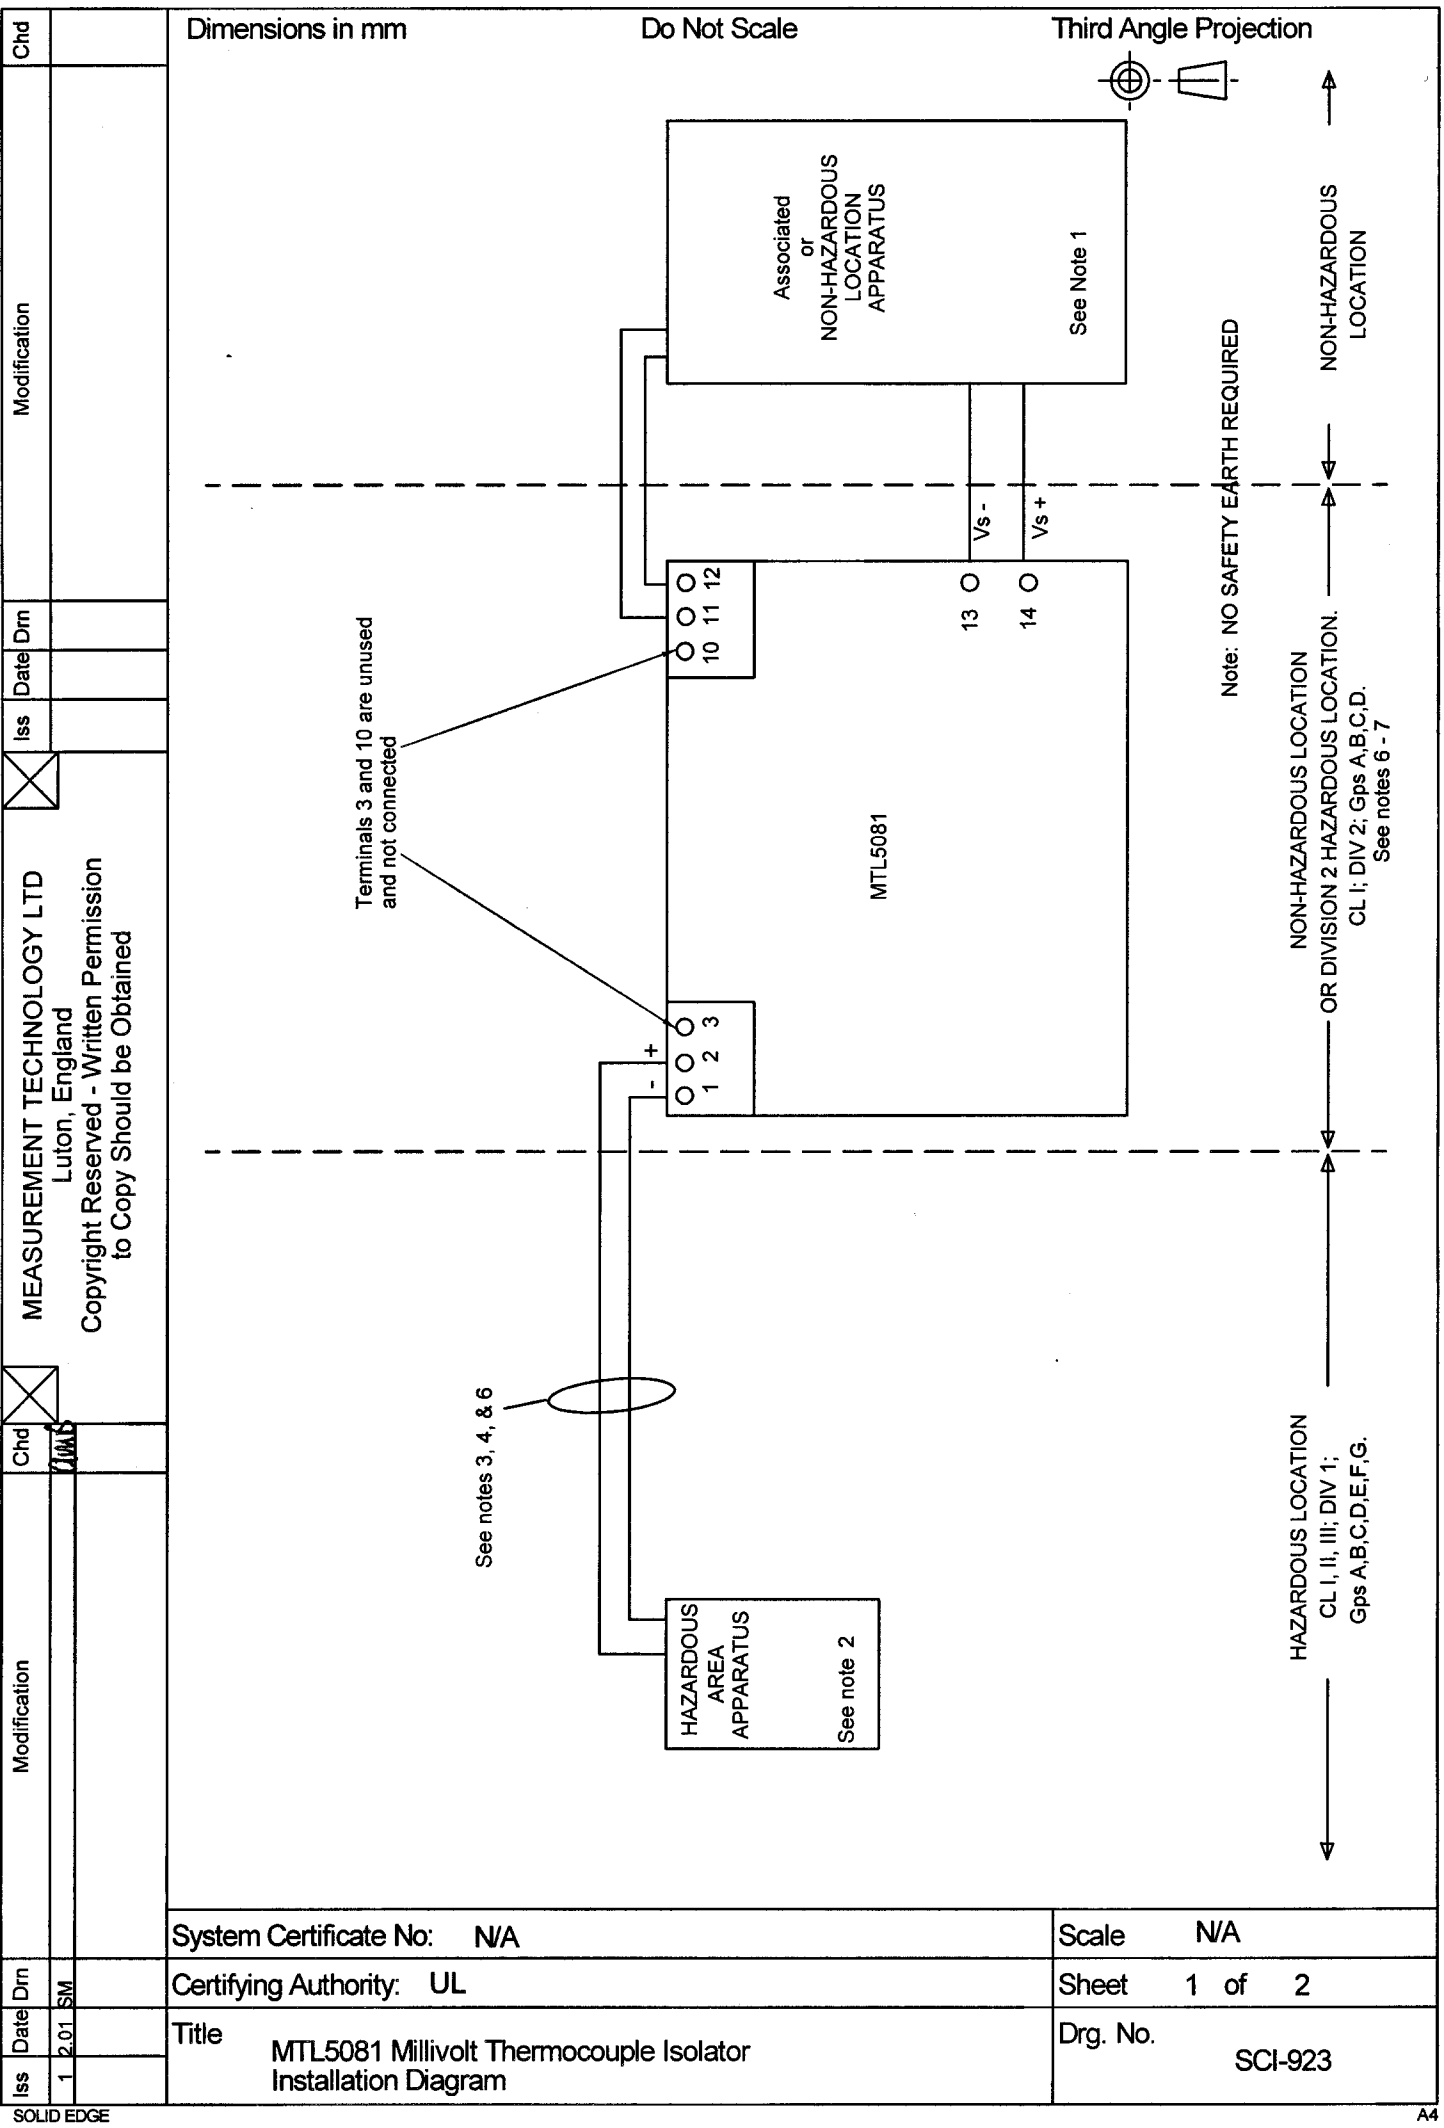 Dimensions in mm
Do Not Scale
Third Angle Projection
Chd
Modification
Drn
Date
Iss
MEASUREMENT TECHNOLOGY LTD
Luton, England
Copyright Reserved - Written Permission
to Copy Should be Obtained
Chd
Modification
Drn
Date
Iss
SM
2.01
1
Associated
or
NON-HAZARDOUS
LOCATION
APPARATUS
See Note 1
NON-HAZARDOUS
LOCATION
Note: NO SAFETY EARTH REQUIRED
Vs -
Vs +
12
11
10
13
14
Terminals 3 and 10 are unused
and not connected
MTL5081
NON-HAZARDOUS LOCATION
OR DIVISION 2 HAZARDOUS LOCATION.
CL I; DIV 2; Gps A,B,C,D.
See notes 6 - 7
+
-
3
2
1
See notes 3, 4, & 6
HAZARDOUS
AREA
APPARATUS
See note 2
HAZARDOUS LOCATION
CL I, II, III; DIV 1;
Gps A,B,C,D,E,F,G.
System Certificate No: N/A
Scale N/A
Certifying Authority: UL
Sheet 1 of 2
Title
MTL5081 Millivolt Thermocouple Isolator
Installation Diagram
Drg. No.
SCI-923
SOLID EDGE
A4